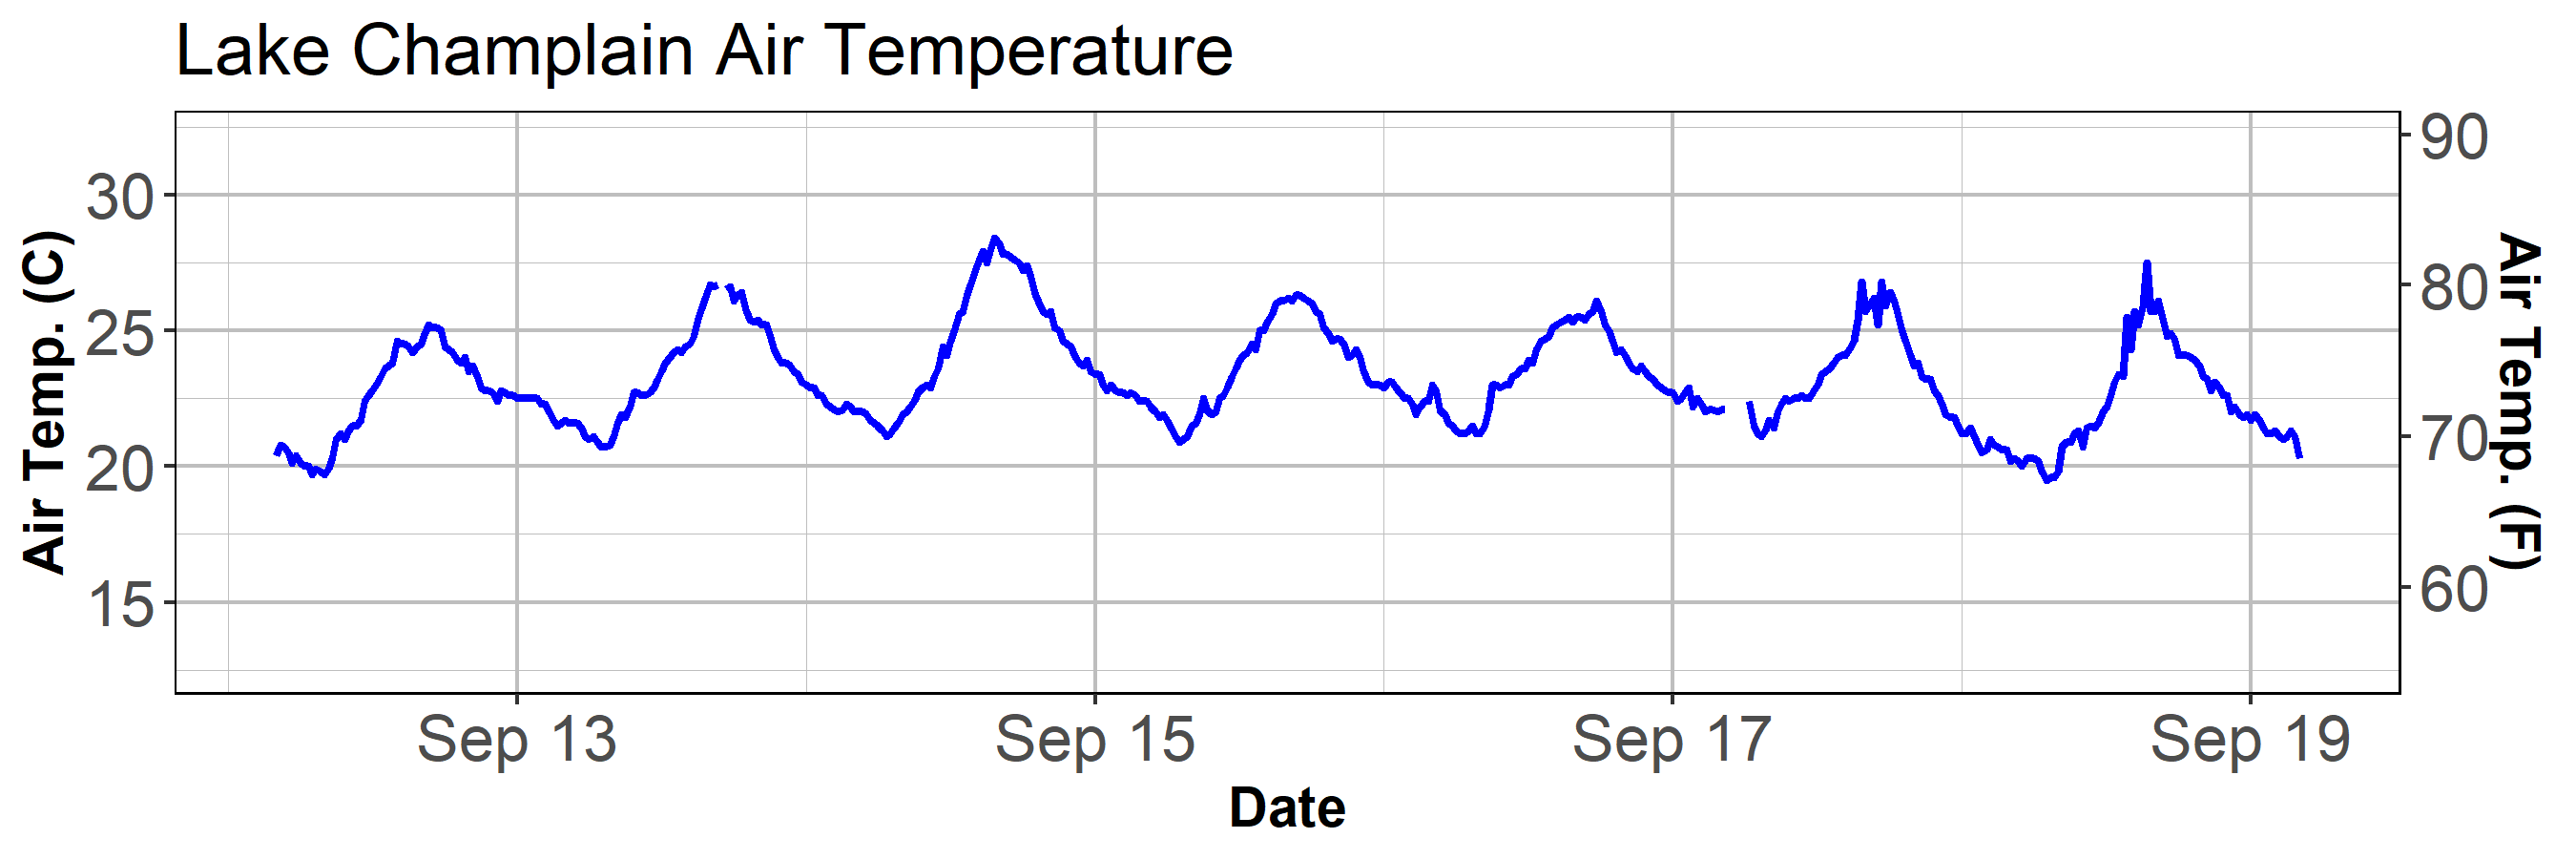 Lake Champlain Air Temperature
Air Temp. (C)
30
25
20
15
90
80
70
60
Air Temp. (F)
Sep 13 Sep 15 Sep 17 Sep 19
Date